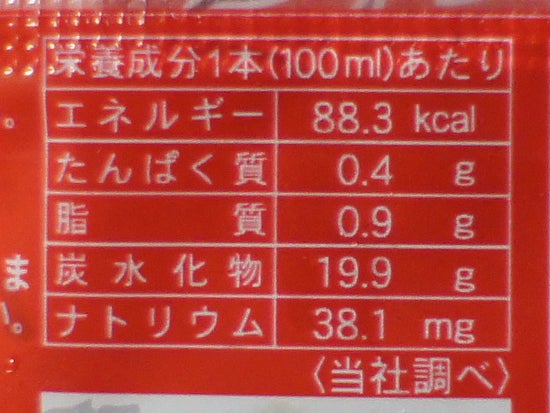 栄養成分1本(100ml)あたり
エネルギー 88.3 kcal
たんぱく質 0.4 g
脂質 0.9 g
炭水化物 19.9 g
ナトリウム 38.1 mg
〈当社調べ〉